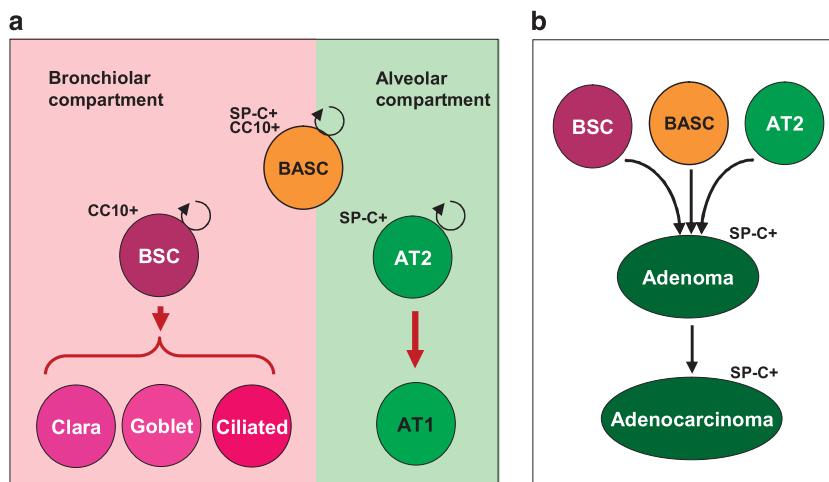 a
Bronchiolar
compartment
Alveolar
compartment
SP-C+
CC10+
BASC
CC10+
BSC
SP-C+
AT2
Clara
Goblet
Ciliated
AT1
b
BSC
BASC
AT2
SP-C+
Adenoma
SP-C+
Adenocarcinoma